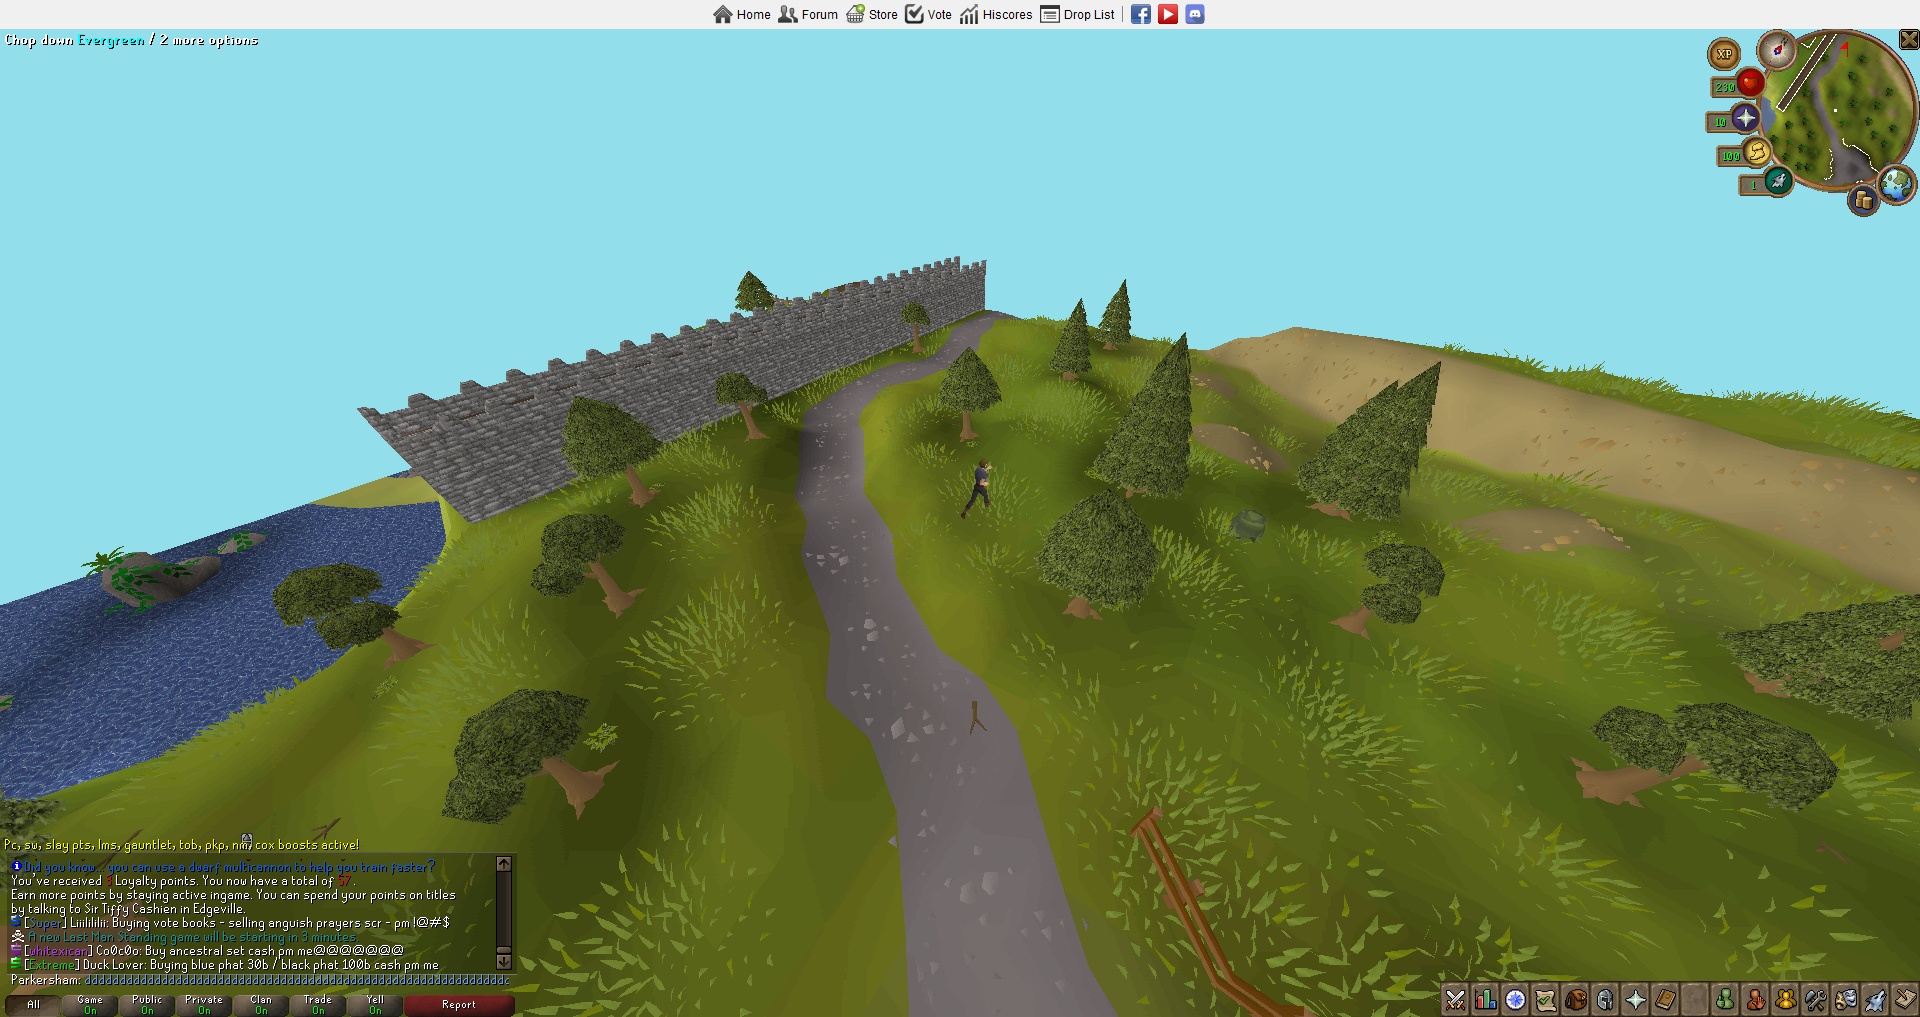 Home Forum Store Vote Hiscores Drop List
Chop down Evergreen / 2 more options
XP
230
10
100
1
Pc, sw, slay pts, lms, gauntlet, tob, pkp, nm, cox boosts active!
Did you know.. you can use a dwarf multicannon to help you train faster?
You've received 3 Loyalty points. You now have a total of 57.
Earn more points by staying active ingame. You can spend your points on titles
by talking to Sir Tiffy Cashien in Edgeville.
[Super] Liiilililii: Buying vote books - selling anguish prayers scr - pm !@#$
A new Last Man Standing game will be starting in 3 minutes.
[whitexican] Co0c0o: Buy ancestral set cash pm me@@@@@@@
[Extreme] Duck Lover: Buying blue phat 30b / black phat 100b cash pm me
Parkersham:
All Game On Public On Private On Clan On Trade On Yell On Report